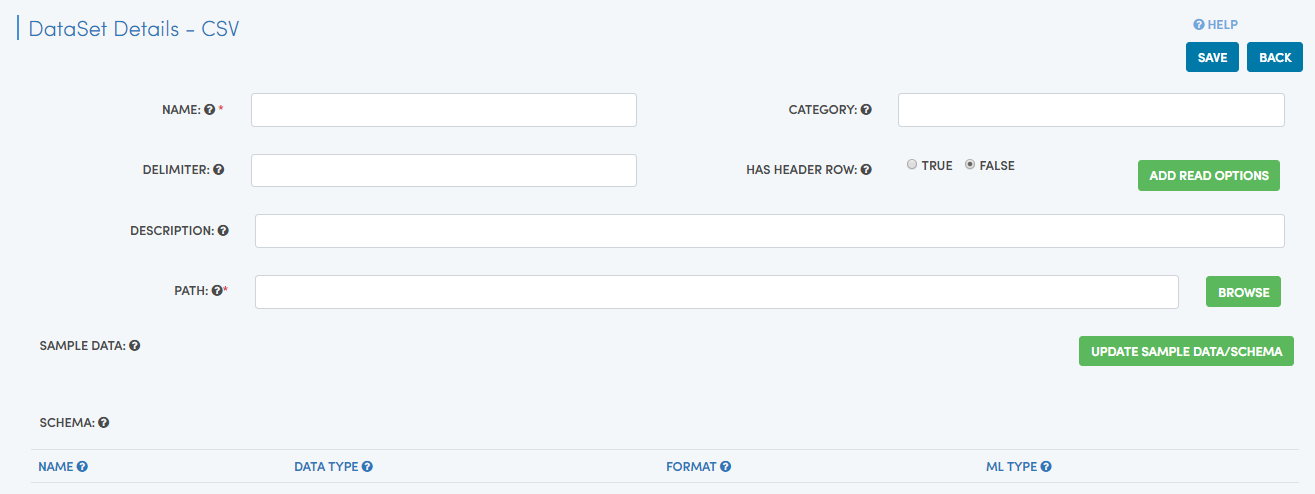 DataSet Details - CSV
HELP
SAVE BACK
NAME: * CATEGORY:
DELIMITER: HAS HEADER ROW: TRUE FALSE ADD READ OPTIONS
DESCRIPTION:
PATH: * BROWSE
SAMPLE DATA: UPDATE SAMPLE DATA/SCHEMA
SCHEMA:
NAME DATA TYPE FORMAT ML TYPE